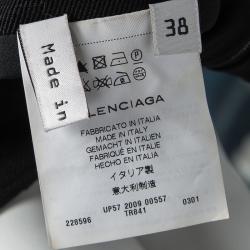 Made in
38
LENCIAGA
FABBRICATO IN ITALIA
MADE IN ITALY
GEMACHT IN ITALIEN
FABRIQUÉ EN ITALIE
HECHO EN ITALIA
イタリア製
意大利制造
228596 UP57 2009 00557 0301
TR841